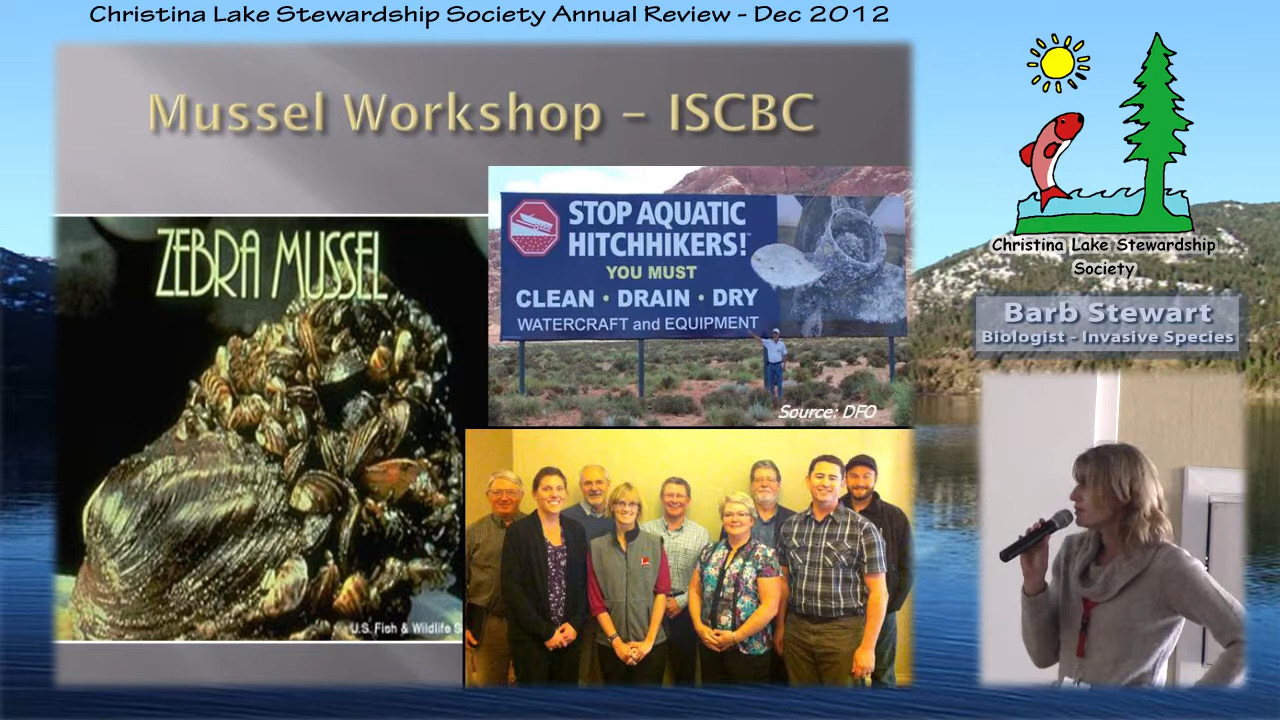 Christina Lake Stewardship Society Annual Review - Dec 2012
Mussel Workshop – ISCBC
ZEBRA MUSSEL
U.S. Fish & Wildlife S
STOP AQUATIC
HITCHHIKERS!
YOU MUST
CLEAN • DRAIN • DRY
WATERCRAFT and EQUIPMENT
Source: DFO
Christina Lake Stewardship
Society
Barb Stewart
Biologist - Invasive Species